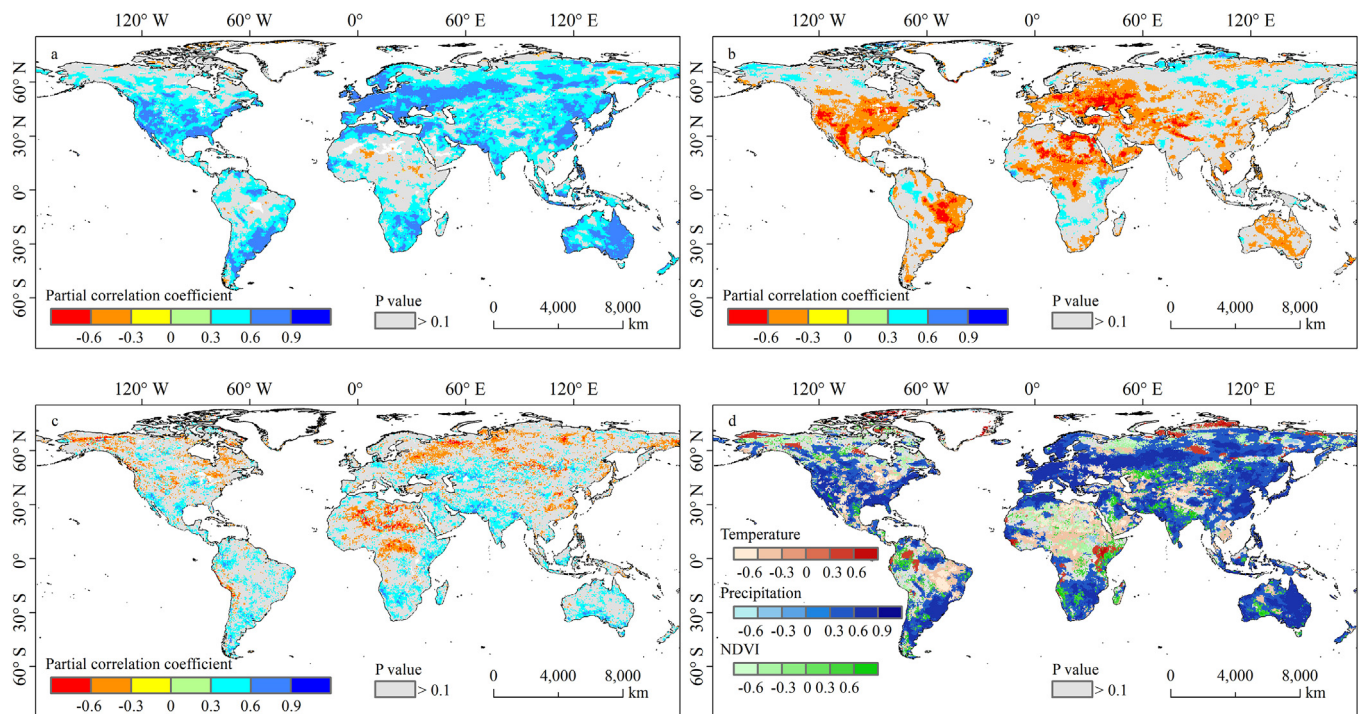 120° W 60° W 0° 60° E 120° E
a
60°N
30°N
0°
30°S
60°S
Partial correlation coefficient
-0.6 -0.3 0 0.3 0.6 0.9
P value
> 0.1
0 4,000 8,000
km
120° W 60° W 0° 60° E 120° E
b
60°N
30°N
0°
30°S
60°S
Partial correlation coefficient
-0.6 -0.3 0 0.3 0.6 0.9
P value
> 0.1
0 4,000 8,000
km
120° W 60° W 0° 60° E 120° E
c
60°N
30°N
0°
30°S
60°S
Partial correlation coefficient
-0.6 -0.3 0 0.3 0.6 0.9
P value
> 0.1
0 4,000 8,000
km
120° W 60° W 0° 60° E 120° E
d
60°N
30°N
0°
30°S
60°S
Temperature
-0.6 -0.3 0 0.3 0.6
Precipitation
-0.6 -0.3 0 0.3 0.6 0.9
NDVI
-0.6 -0.3 0 0.3 0.6
P value
> 0.1
0 4,000 8,000
km